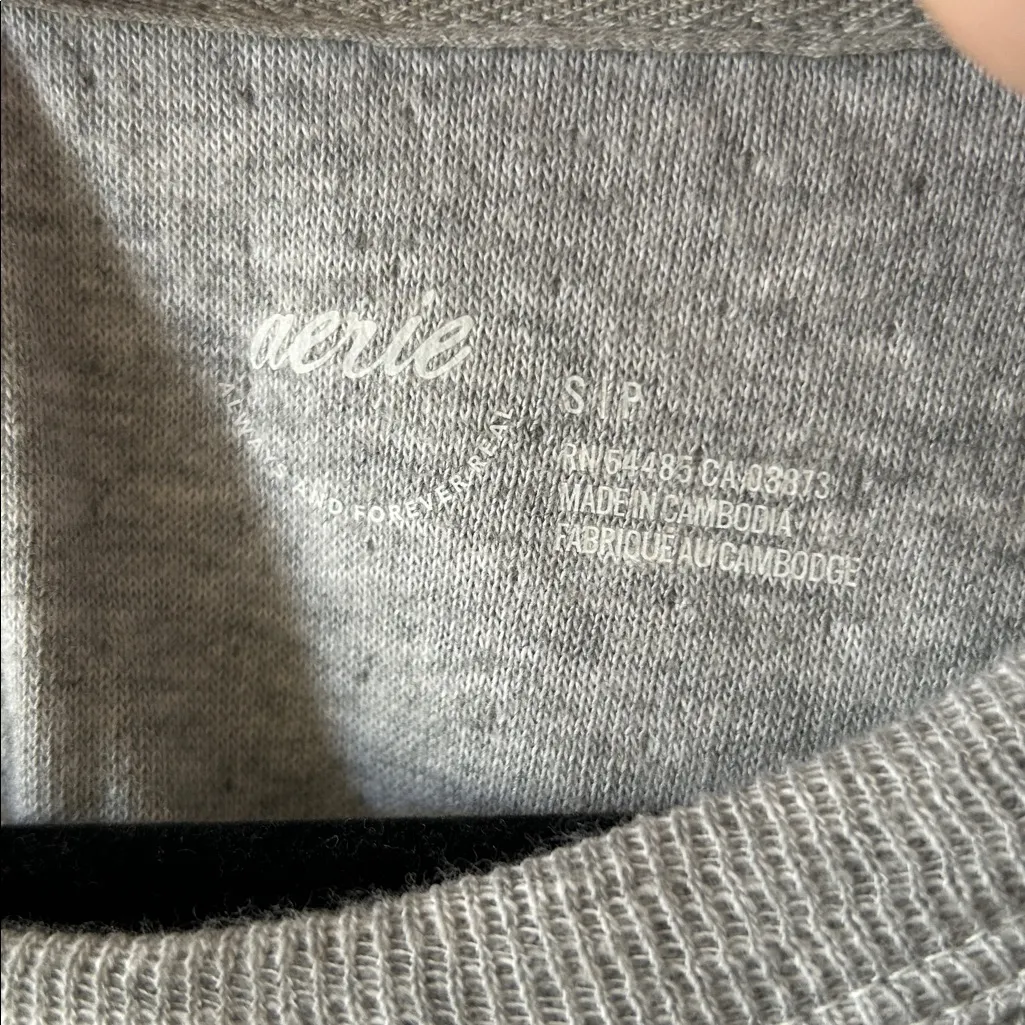 aerie
ALWAYS AND FOREVER REAL
S | P
RN 54485 CA 03873
MADE IN CAMBODIA
FABRIQUE AU CAMBODGE